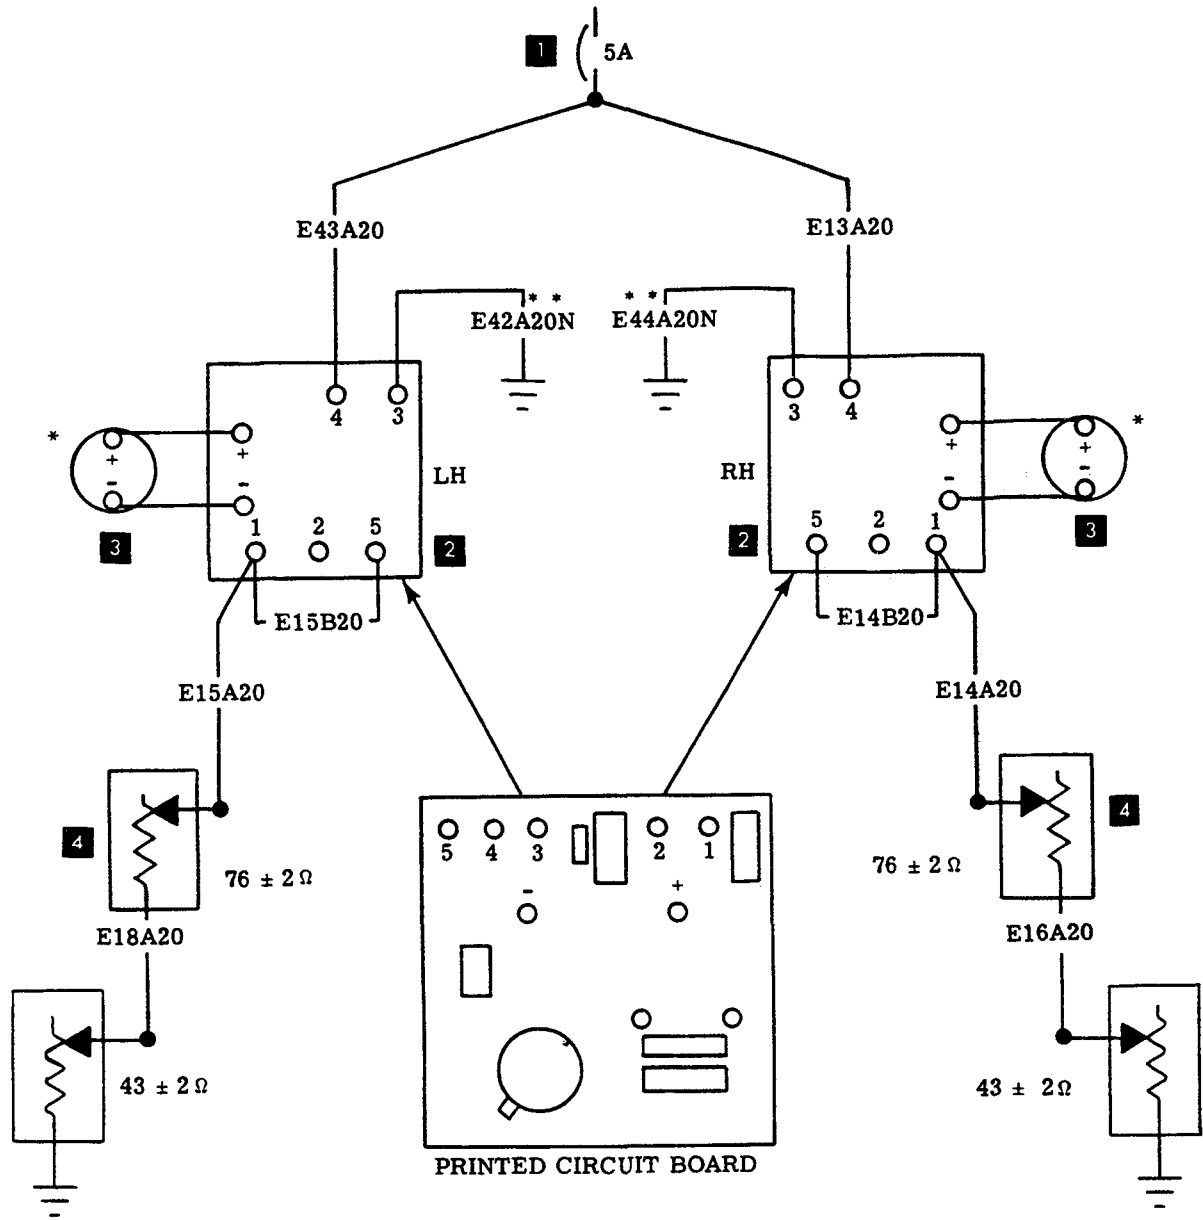 1 5A
E43A20 E13A20
* * * *
E42A20N E44A20N
4 3 3 4
* + + + + *
LH RH
- - - -
1 2 5 5 2 1
3 2 2 3
E15B20 E14B20
E15A20 E14A20
4 4
5 4 3 2 1
76 ± 2 Ω 76 ± 2 Ω
- +
E18A20 E16A20
43 ± 2 Ω 43 ± 2 Ω
PRINTED CIRCUIT BOARD